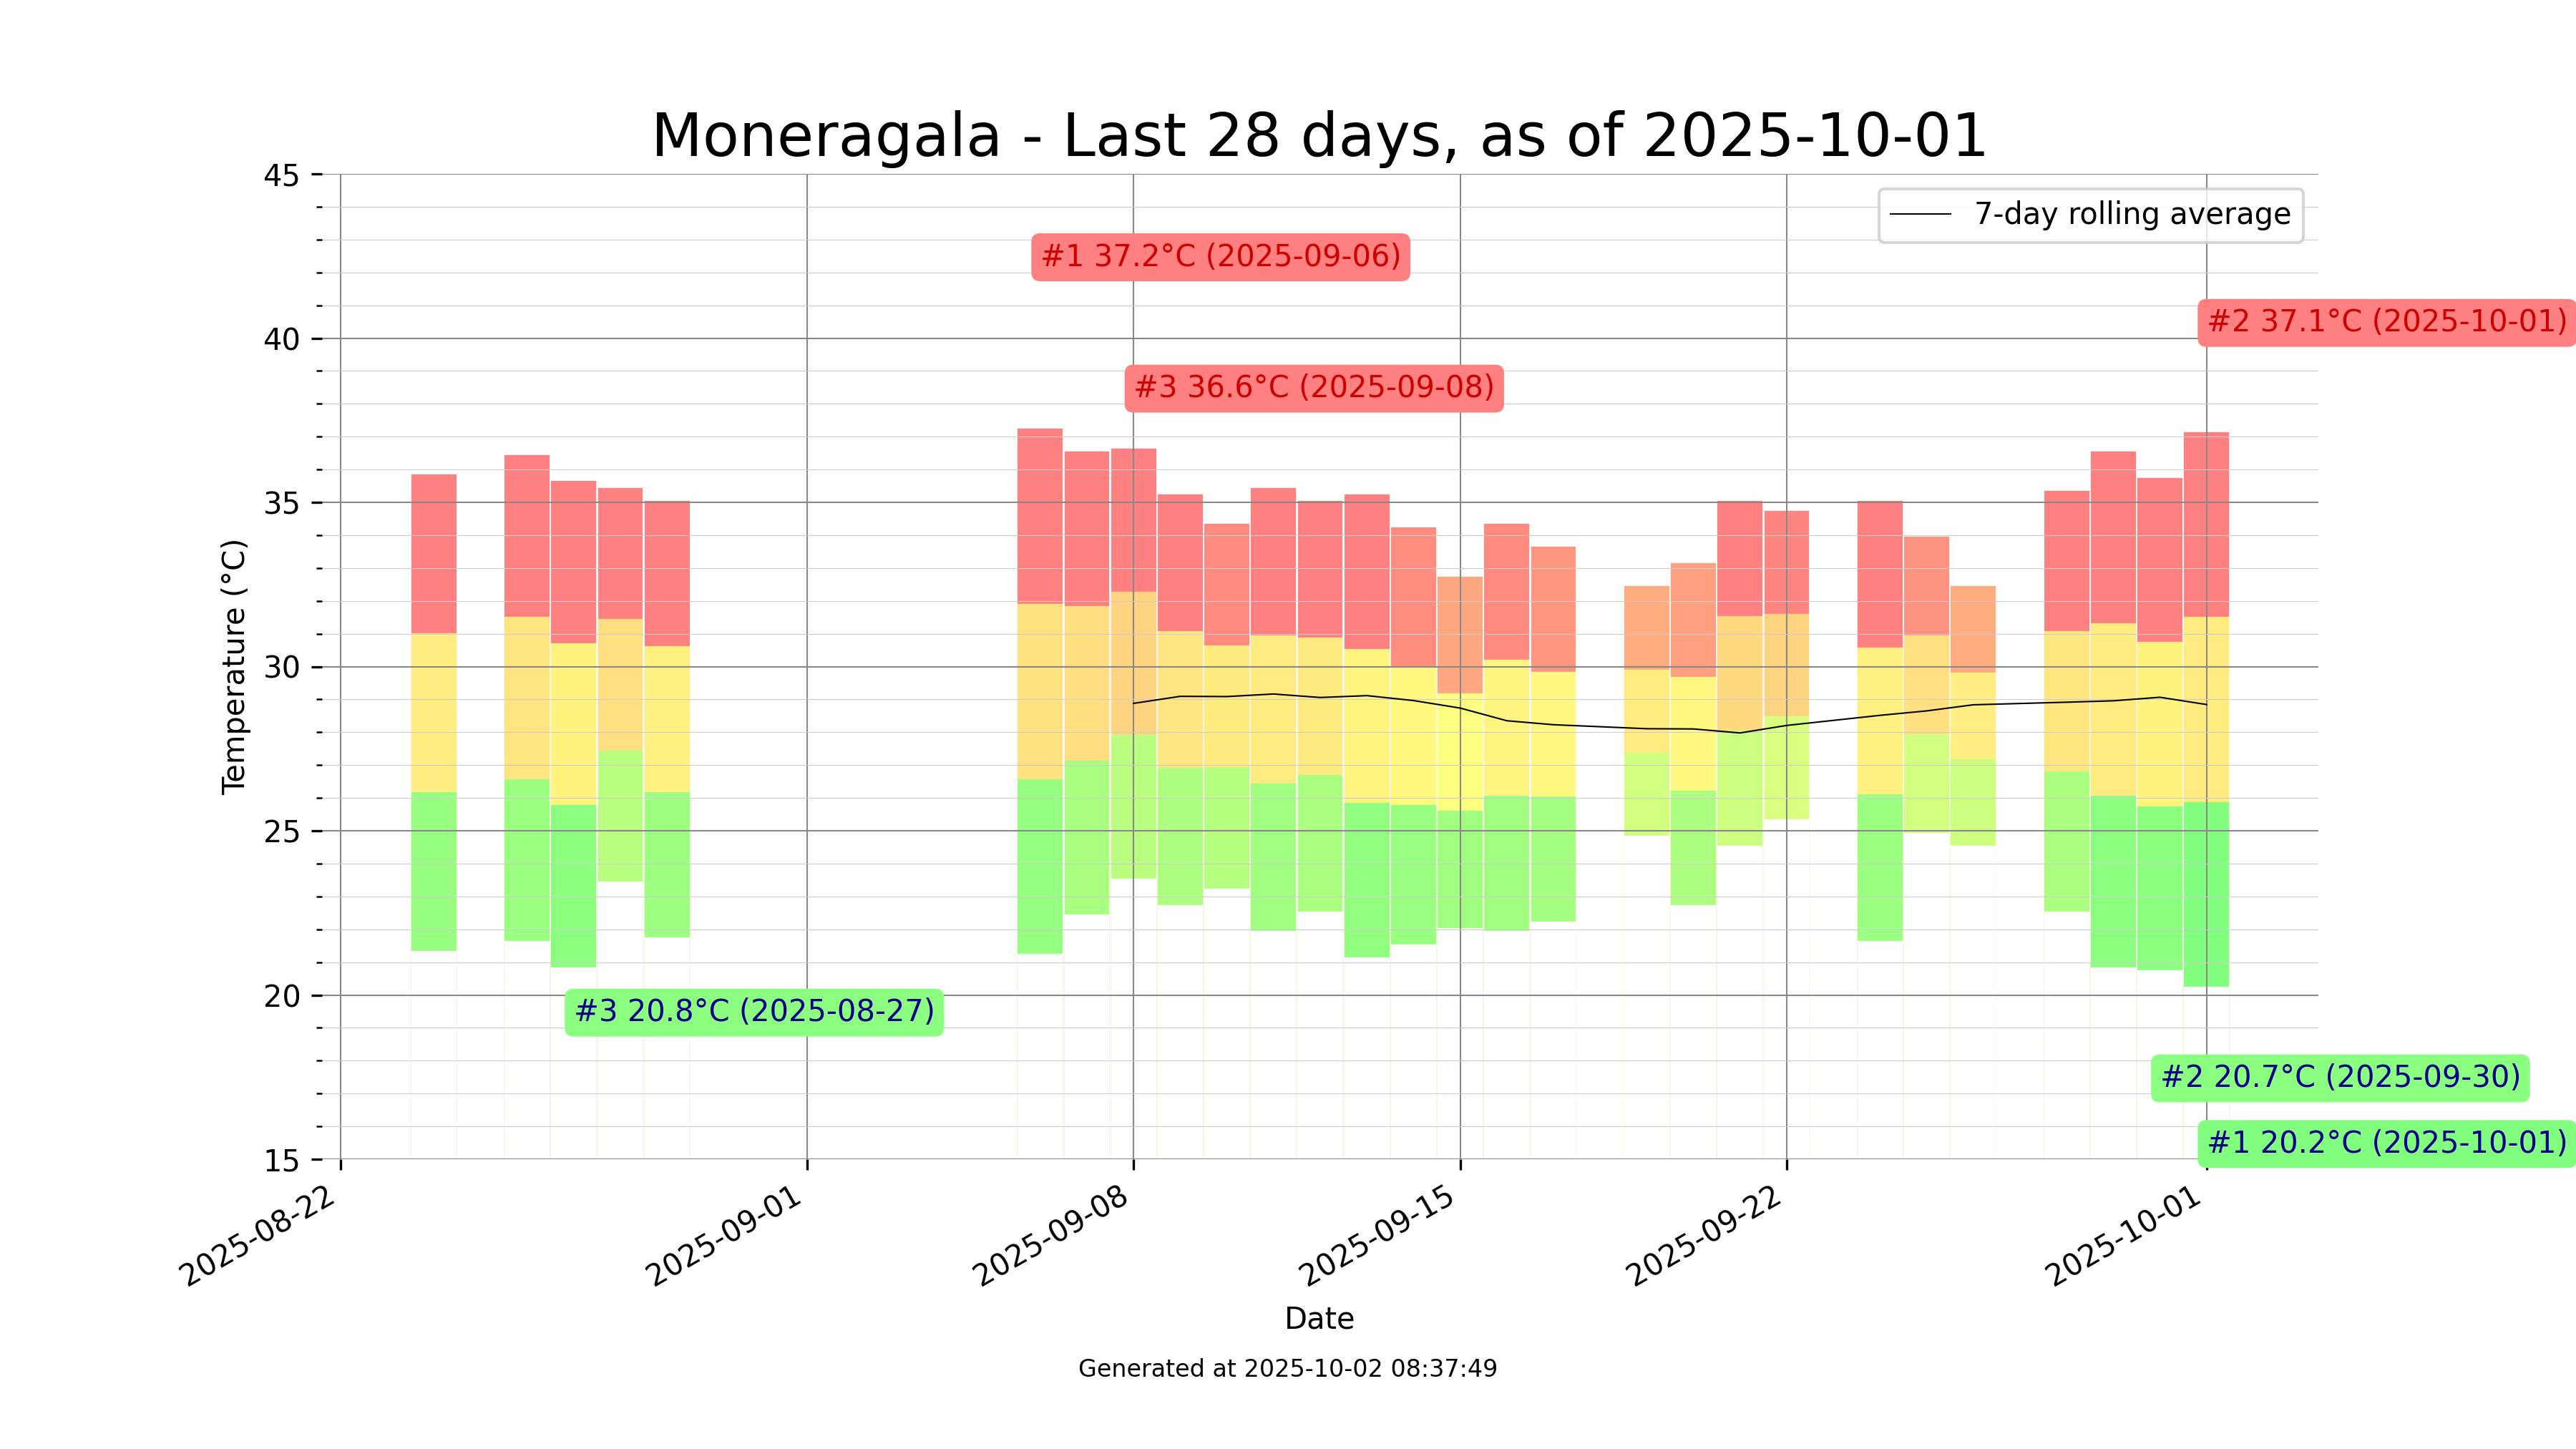 Moneragala - Last 28 days, as of 2025-10-01
45
7-day rolling average
#1 37.2°C (2025-09-06)
#2 37.1°C (2025-10-01)
40
#3 36.6°C (2025-09-08)
35
Temperature (°C)
30
25
20
#3 20.8°C (2025-08-27)
#2 20.7°C (2025-09-30)
#1 20.2°C (2025-10-01)
15
2025-08-22
2025-09-01
2025-09-08
2025-09-15
2025-09-22
2025-10-01
Date
Generated at 2025-10-02 08:37:49